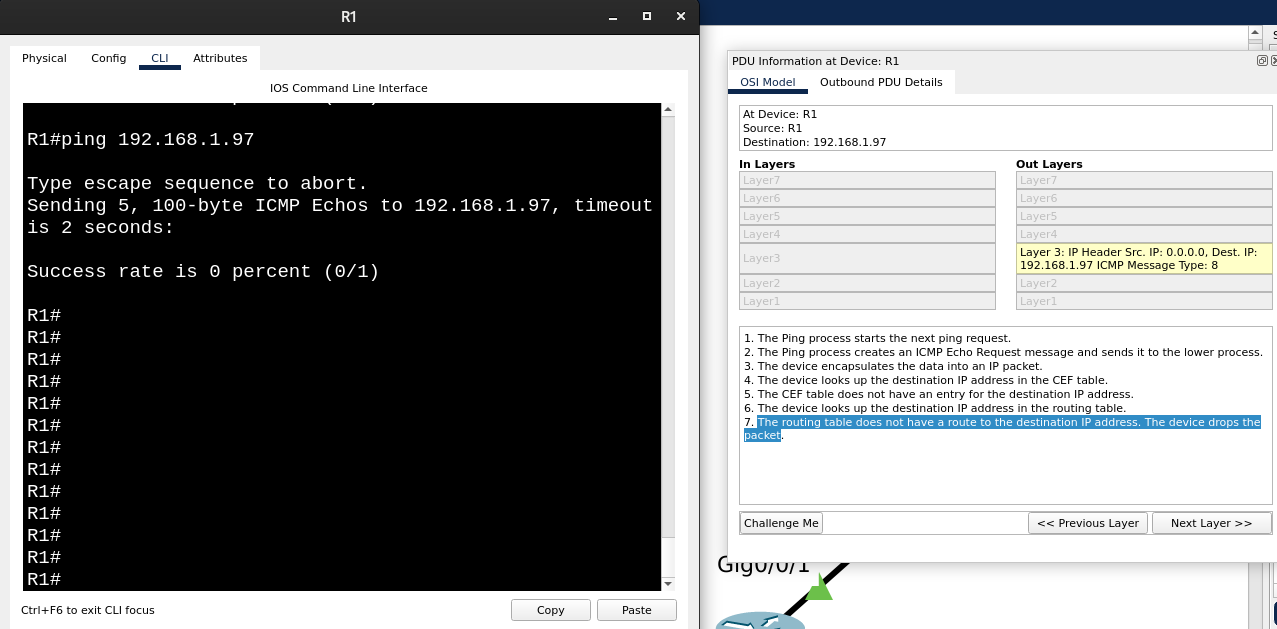 R1
Physical Config CLI Attributes
IOS Command Line Interface
R1#ping 192.168.1.97
Type escape sequence to abort.
Sending 5, 100-byte ICMP Echos to 192.168.1.97, timeout
is 2 seconds:
Success rate is 0 percent (0/1)
R1#
R1#
R1#
R1#
R1#
R1#
R1#
R1#
R1#
R1#
R1#
R1#
R1#
Ctrl+F6 to exit CLI focus
Copy
Paste
PDU Information at Device: R1
OSI Model Outbound PDU Details
At Device: R1
Source: R1
Destination: 192.168.1.97
In Layers
Layer7
Layer6
Layer5
Layer4
Layer3
Layer2
Layer1
Out Layers
Layer7
Layer6
Layer5
Layer4
Layer 3: IP Header Src. IP: 0.0.0.0, Dest. IP:
192.168.1.97 ICMP Message Type: 8
Layer2
Layer1
1. The Ping process starts the next ping request.
2. The Ping process creates an ICMP Echo Request message and sends it to the lower process.
3. The device encapsulates the data into an IP packet.
4. The device looks up the destination IP address in the CEF table.
5. The CEF table does not have an entry for the destination IP address.
6. The device looks up the destination IP address in the routing table.
7. The routing table does not have a route to the destination IP address. The device drops the
packet.
Challenge Me
<< Previous Layer
Next Layer >>
Gig0/0/1